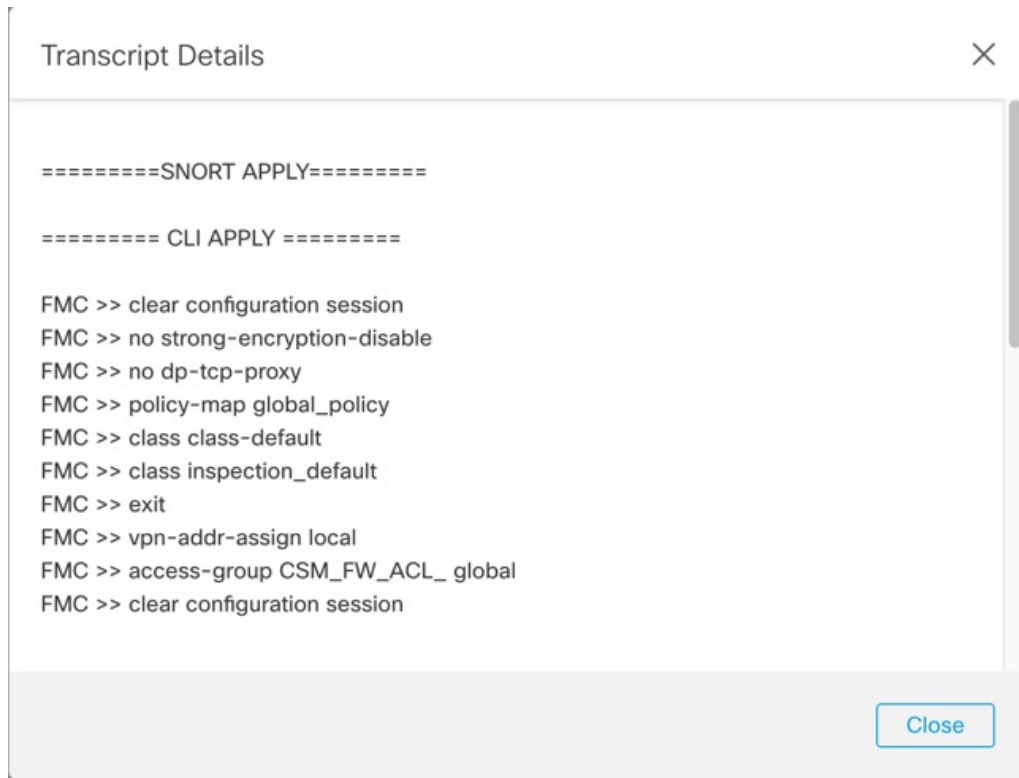 Transcript Details
=========SNORT APPLY=========
========= CLI APPLY =========
FMC >> clear configuration session
FMC >> no strong-encryption-disable
FMC >> no dp-tcp-proxy
FMC >> policy-map global_policy
FMC >> class class-default
FMC >> class inspection_default
FMC >> exit
FMC >> vpn-addr-assign local
FMC >> access-group CSM_FW_ACL_ global
FMC >> clear configuration session
Close